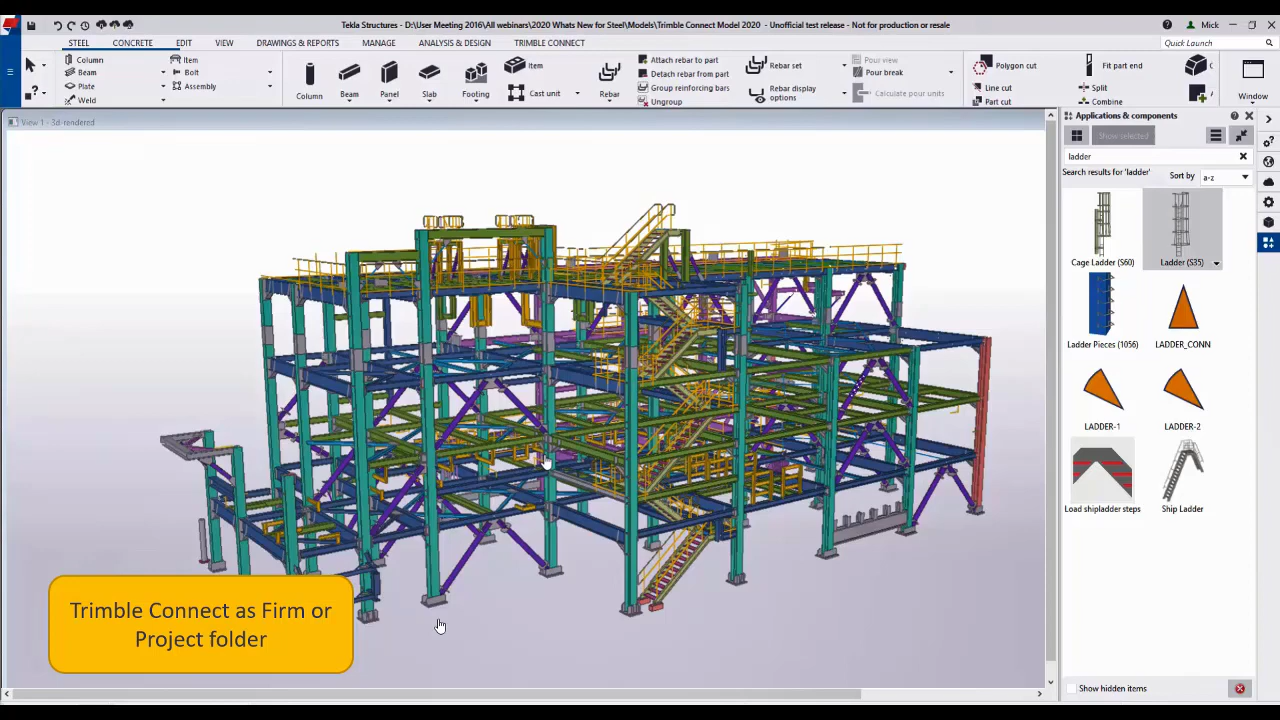 Tekla Structures - D:\User Meeting 2016\All webinars\2020 Whats New for Steel\Models\Trimble Connect Model 2020 - Unofficial test release - Not for production or resale
Mick
STEEL CONCRETE EDIT VIEW DRAWINGS & REPORTS MANAGE ANALYSIS & DESIGN TRIMBLE CONNECT
Quick Launch
Column
Beam
Plate
Weld
Item
Bolt
Assembly
Column
Beam
Panel
Slab
Footing
Item
Cast unit
Rebar
Attach rebar to part
Detach rebar from part
Group reinforcing bars
Ungroup
Rebar set
Rebar display
options
Pour view
Pour break
Calculate pour units
Polygon cut
Line cut
Part cut
Fit part end
Split
Combine
Window
View 1 - 3d-rendered
Applications & components
Show selected
ladder
Search results for 'ladder'
Sort by
a-z
Cage Ladder (S60)
Ladder (S35)
Ladder Pieces (1056)
LADDER_CONN
LADDER-1
LADDER-2
Load shipladder steps
Ship Ladder
Show hidden items
Trimble Connect as Firm or
Project folder